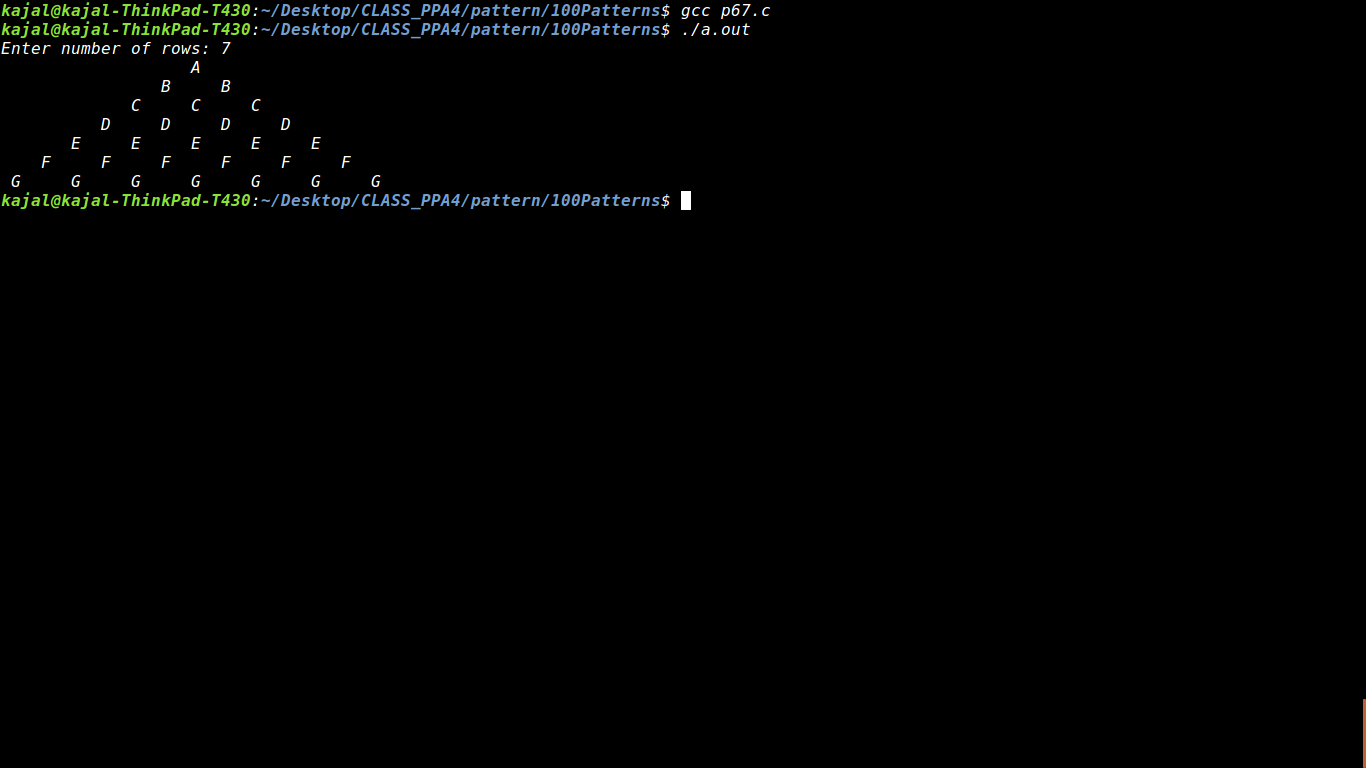 kajal@kajal-ThinkPad-T430:~/Desktop/CLASS_PPA4/pattern/100Patterns$ gcc p67.c
kajal@kajal-ThinkPad-T430:~/Desktop/CLASS_PPA4/pattern/100Patterns$ ./a.out
Enter number of rows: 7
                   A
                B     B
             C     C     C
          D     D     D     D
       E     E     E     E     E
    F     F     F     F     F     F
 G     G     G     G     G     G     G
kajal@kajal-ThinkPad-T430:~/Desktop/CLASS_PPA4/pattern/100Patterns$